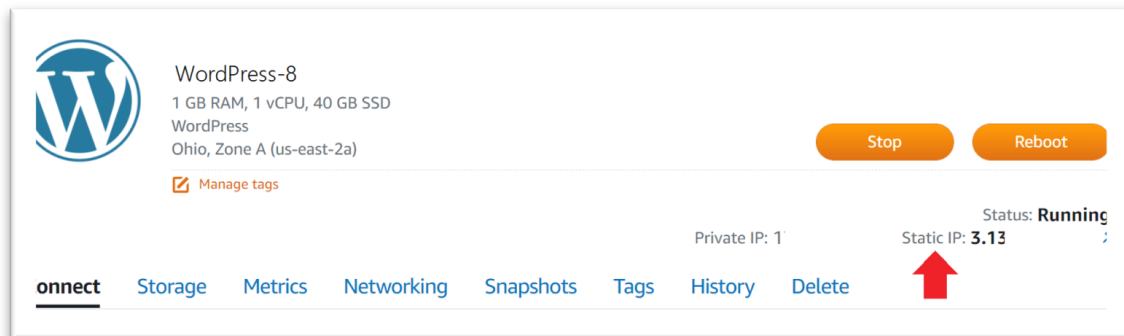 WordPress-8
1 GB RAM, 1 vCPU, 40 GB SSD
WordPress
Ohio, Zone A (us-east-2a)
Stop Reboot
Manage tags
Status: Running
Private IP: 1 Static IP: 3.13
onnect Storage Metrics Networking Snapshots Tags History Delete